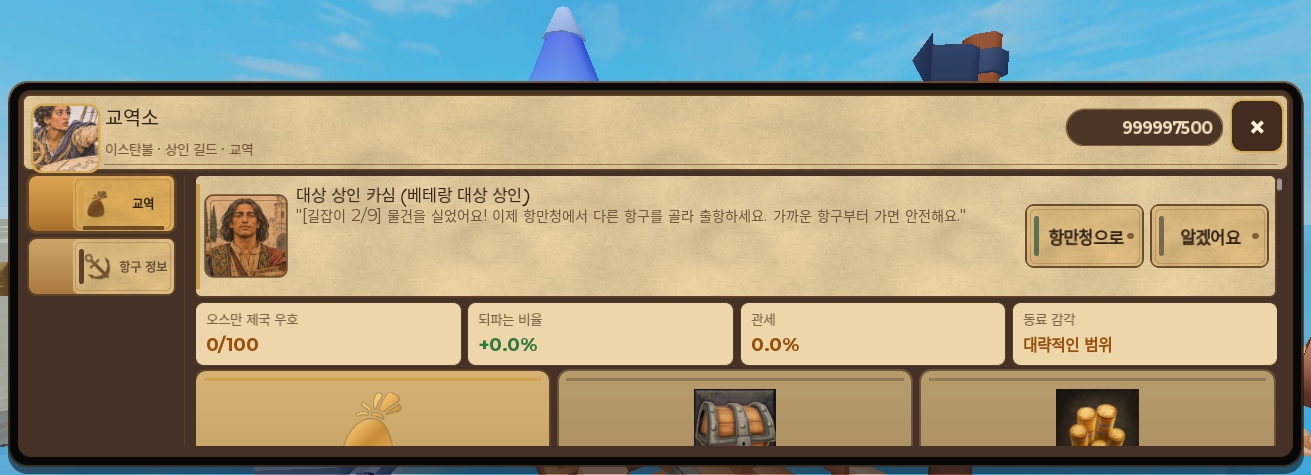 교역소
이스탄불 · 상인 길드 · 교역
999997500
×
교역
항구 정보
대상 상인 카심 (베테랑 대상 상인)
"[길잡이 2/9] 물건을 실었어요! 이제 항만청에서 다른 항구를 골라 출항하세요. 가까운 항구부터 가면 안전해요."
항만청으로
알겠어요
오스만 제국 우호
0/100
되파는 비율
+0.0%
관세
0.0%
동료 감각
대략적인 범위